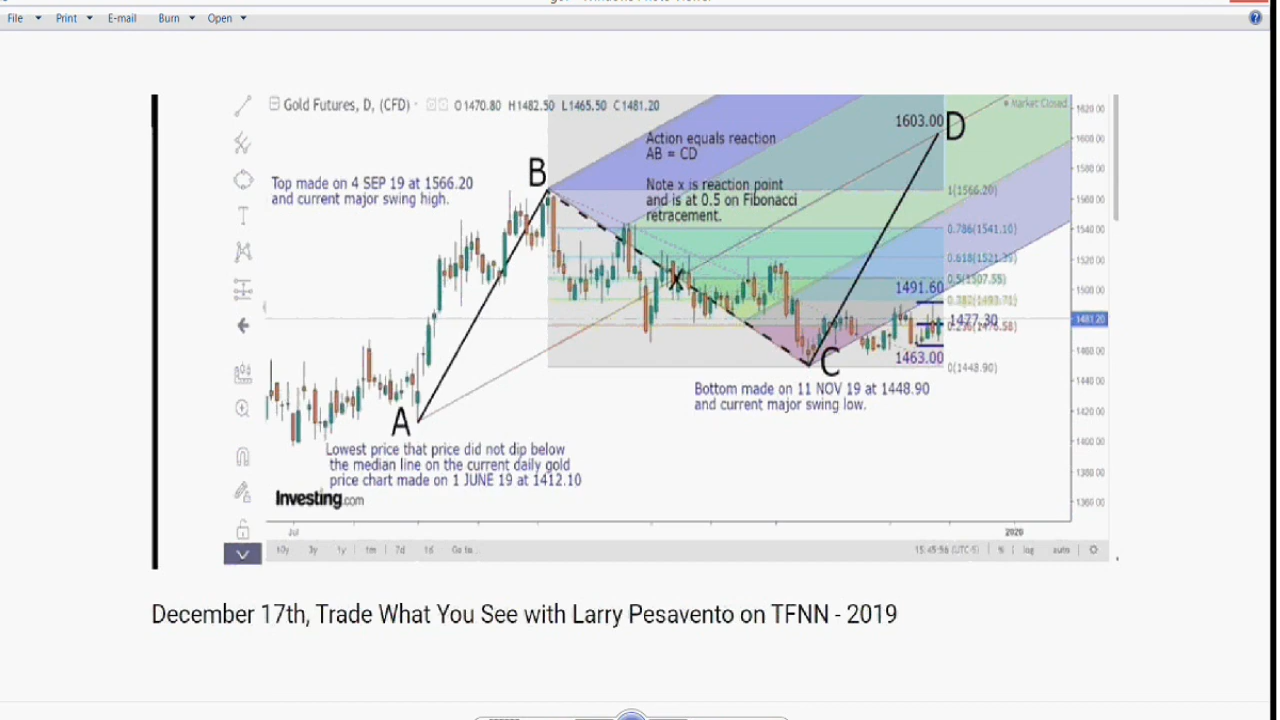 File Print E-mail Burn Open
Gold Futures, D, (CFD) O1470.80 H1482.50 L1465.50 C1481.20
Market Closed
1620.00
1603.00 D
1600.00
Action equals reaction
AB = CD
B
1580.00
Top made on 4 SEP 19 at 1566.20
and current major swing high.
Note x is reaction point
and is at 0.5 on Fibonacci
retracement.
1(1566.20)
1560.00
0.786(1541.10)
1540.00
0.618(1521.39)
1520.00
X
0.5(1507.55)
1491.60
1500.00
0.382(1493.71)
1477.30
1481.20
1463.00
1460.00
C
0(1448.90)
Bottom made on 11 NOV 19 at 1448.90
and current major swing low.
1440.00
A
1420.00
Lowest price that price did not dip below
the median line on the current daily gold
price chart made on 1 JUNE 19 at 1412.10
1400.00
1380.00
1360.00
Investing.com
Jul 2020
10y 3y 1y 1m 7d 1d Go to...
15:45:56 (UTC-5) % log auto
December 17th, Trade What You See with Larry Pesavento on TFNN - 2019